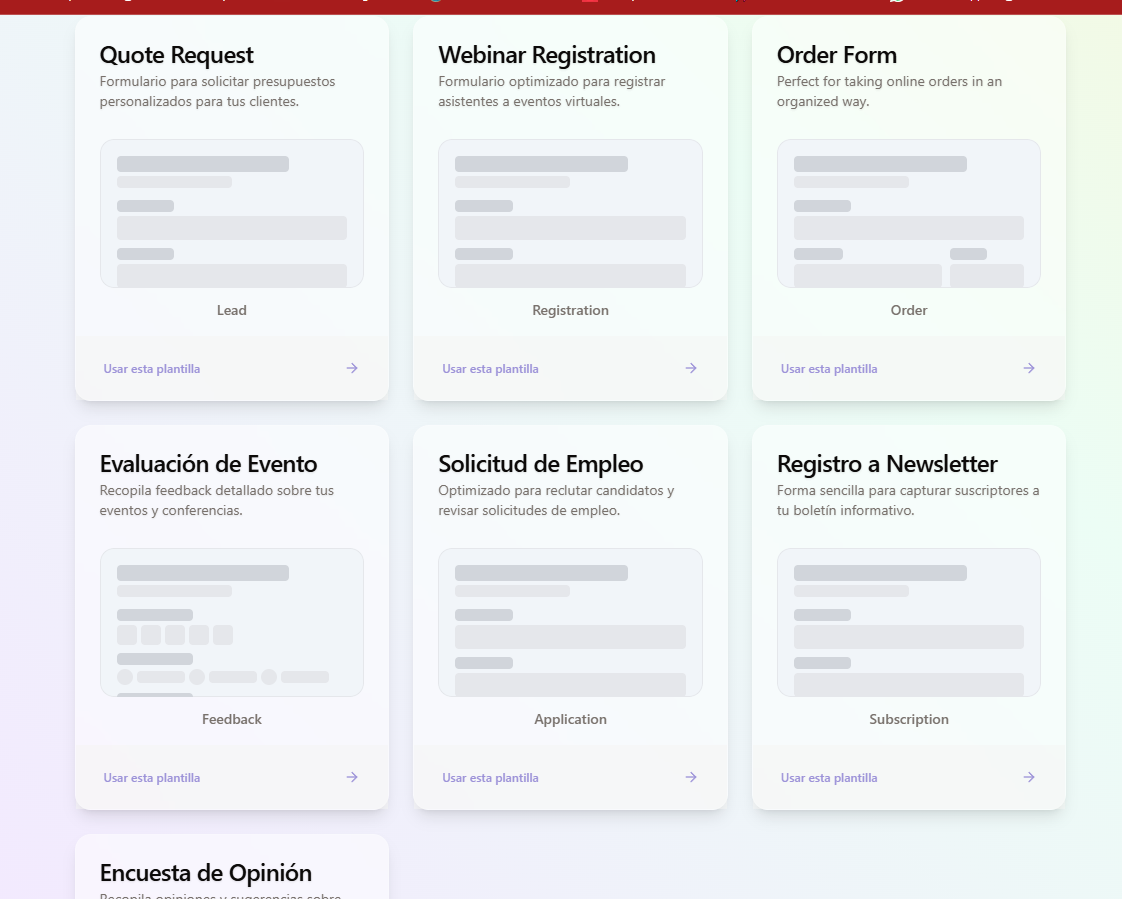 Quote Request
Formulario para solicitar presupuestos
personalizados para tus clientes.
Lead
Usar esta plantilla
Webinar Registration
Formulario optimizado para registrar
asistentes a eventos virtuales.
Registration
Usar esta plantilla
Order Form
Perfect for taking online orders in an
organized way.
Order
Usar esta plantilla
Evaluación de Evento
Recopila feedback detallado sobre tus
eventos y conferencias.
Feedback
Usar esta plantilla
Solicitud de Empleo
Optimizado para reclutar candidatos y
revisar solicitudes de empleo.
Application
Usar esta plantilla
Registro a Newsletter
Forma sencilla para capturar suscriptores a
tu boletín informativo.
Subscription
Usar esta plantilla
Encuesta de Opinión
Recopila opiniones y sugerencias sobre